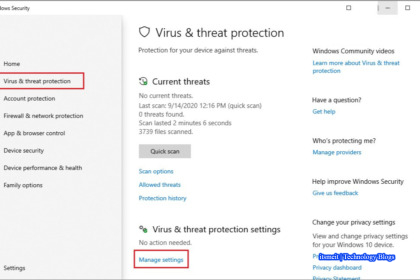 Windows Security
Virus & threat protection
Protection for your device against threats.
Home
Virus & threat protection
Account protection
Firewall & network protection
App & browser control
Device security
Device performance & health
Family options
Settings
Current threats
No current threats.
Last scan: 9/14/2020 12:16 PM (quick scan)
0 threats found.
Scan lasted 2 minutes 6 seconds
3739 files scanned.
Quick scan
Scan options
Allowed threats
Protection history
Virus & threat protection settings
No action needed.
Manage settings
Windows Community videos
Learn more about Virus & threat protection
Have a question?
Get help
Who's protecting me?
Manage providers
Help improve Windows Security
Give us feedback
Change your privacy settings
View and change privacy settings
for your Windows 10 device.
Privacy settings
Privacy dashboard
Privacy Statement
Itsmeit Technology Blogs